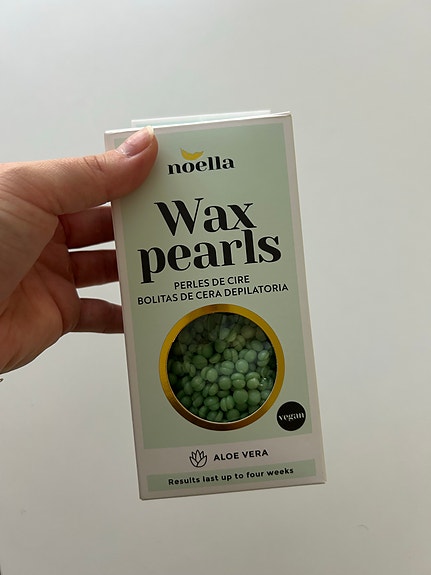 noella
Wax
pearls
PERLES DE CIRE
BOLITAS DE CERA DEPILATORIA
vegan
ALOE VERA
Results last up to four weeks